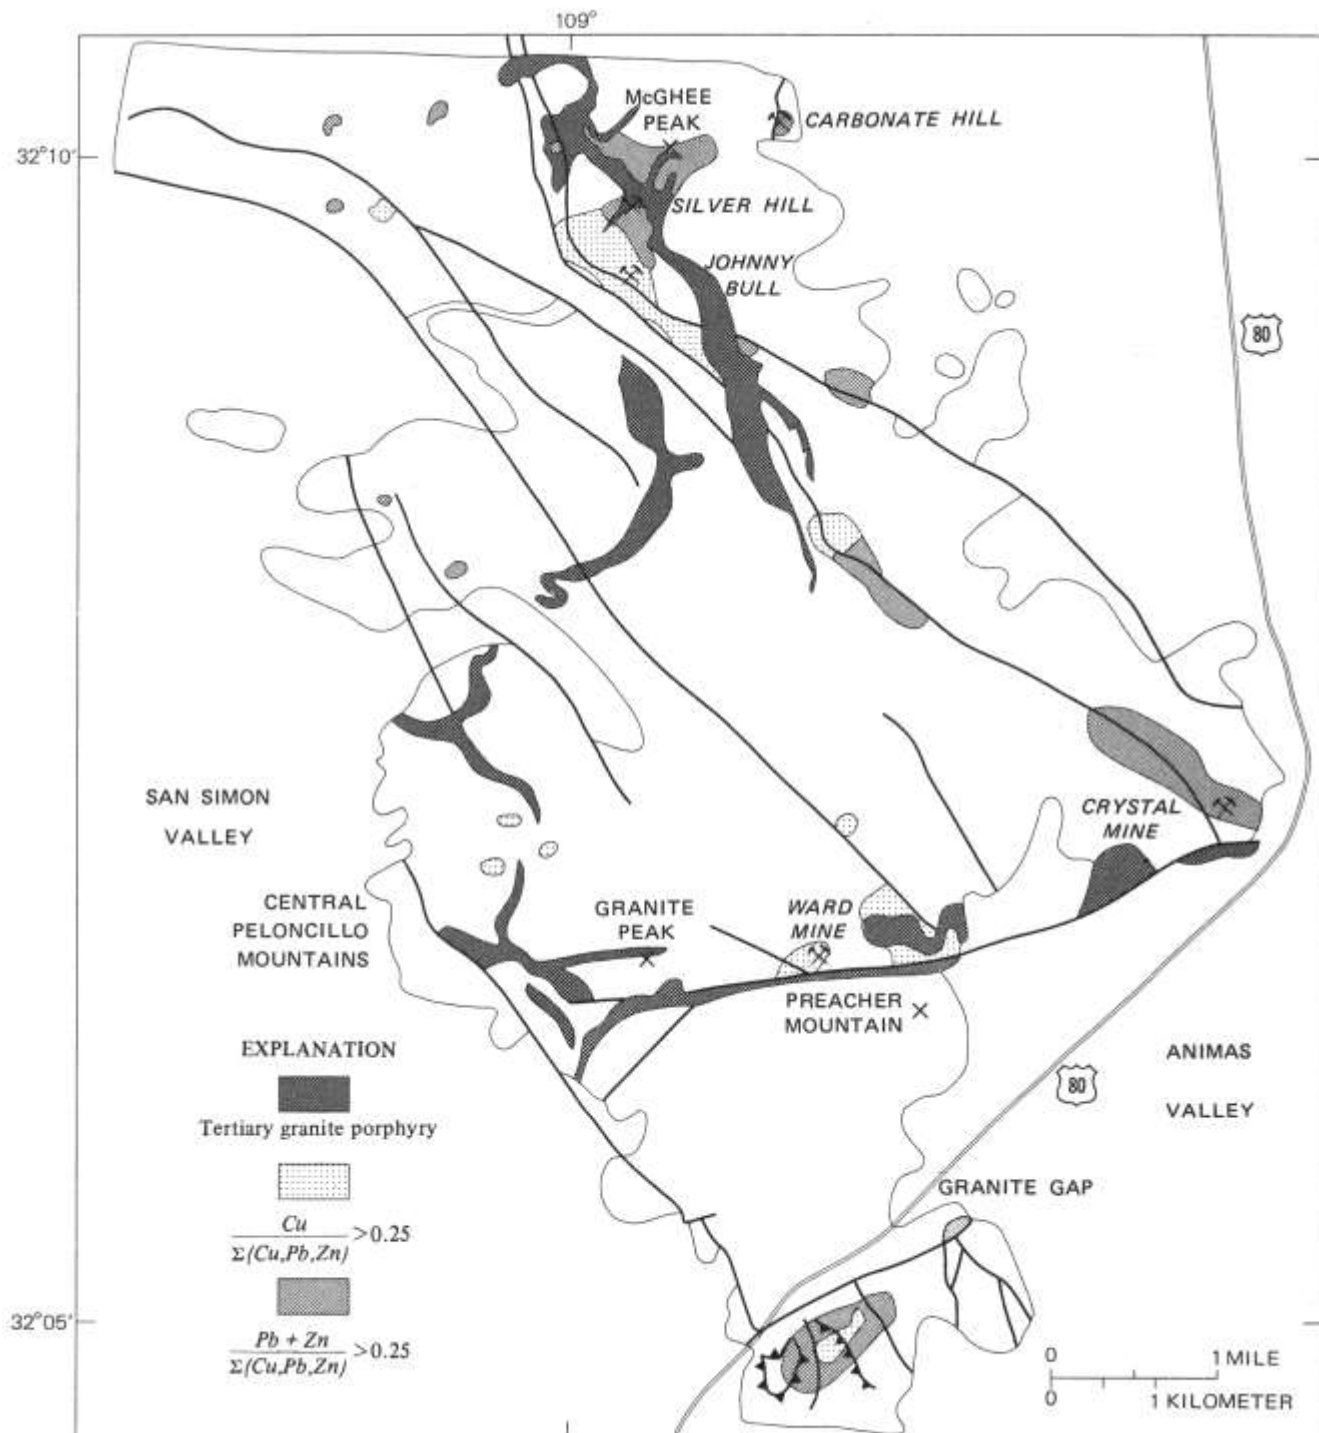 109°
McGHEE
PEAK
CARBONATE HILL
32°10'
SILVER HILL
JOHNNY
BULL
80
SAN SIMON
VALLEY
CRYSTAL
MINE
CENTRAL
PELONCILLO
MOUNTAINS
GRANITE
PEAK
WARD
MINE
PREACHER
MOUNTAIN
EXPLANATION
Tertiary granite porphyry
Cu
Σ(Cu,Pb,Zn)
>0.25
Pb + Zn
Σ(Cu,Pb,Zn)
>0.25
ANIMAS
VALLEY
80
GRANITE GAP
32°05'
0 1 MILE
0 1 KILOMETER